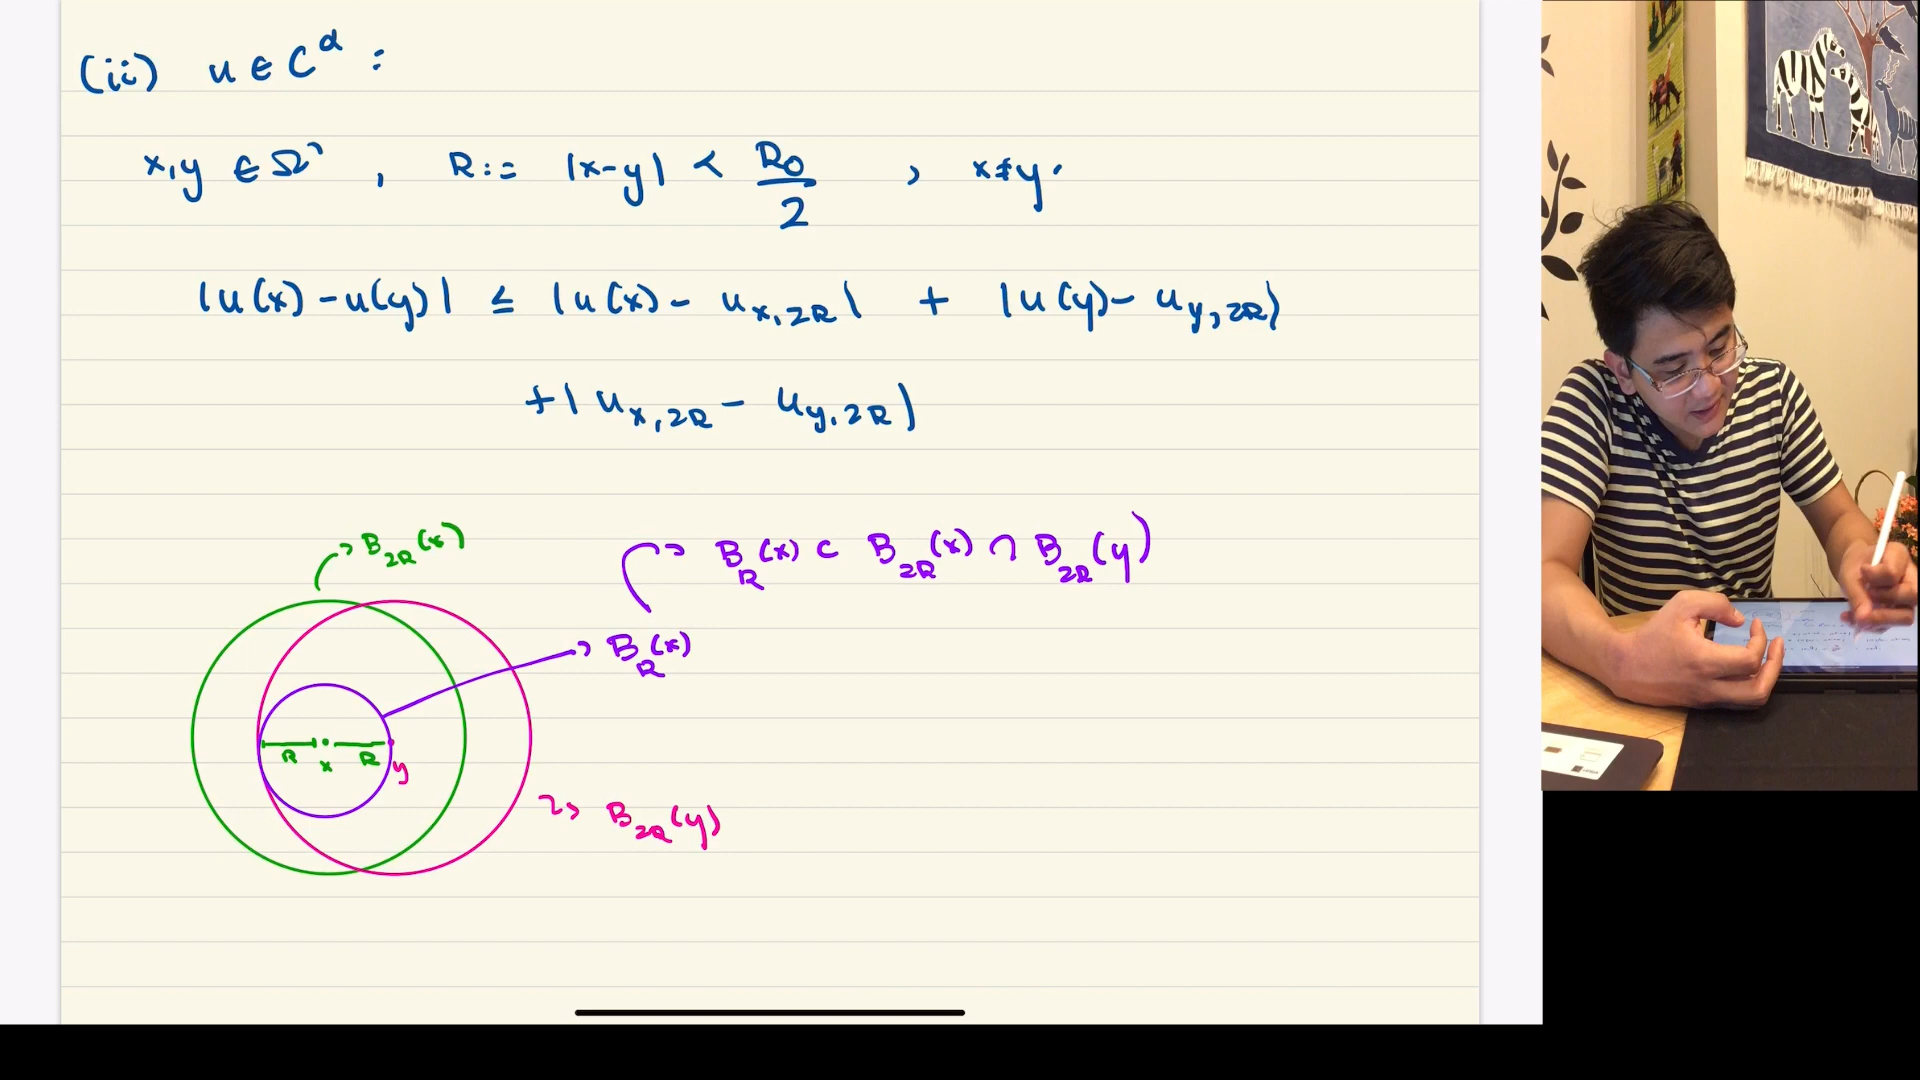 (ii) u ∈ C^α :
x,y ∈ Ω', R := |x-y| < R₀/2, x≠y.
|u(x) - u(y)| ≤ |u(x) - u_{x,2R}| + |u(y) - u_{y,2R}|
+ |u_{x,2R} - u_{y,2R}|
B_{2R}(x)
B_R(x) ⊂ B_{2R}(x) ∩ B_{2R}(y)
B_R(x)
R x R y
B_{2R}(y)